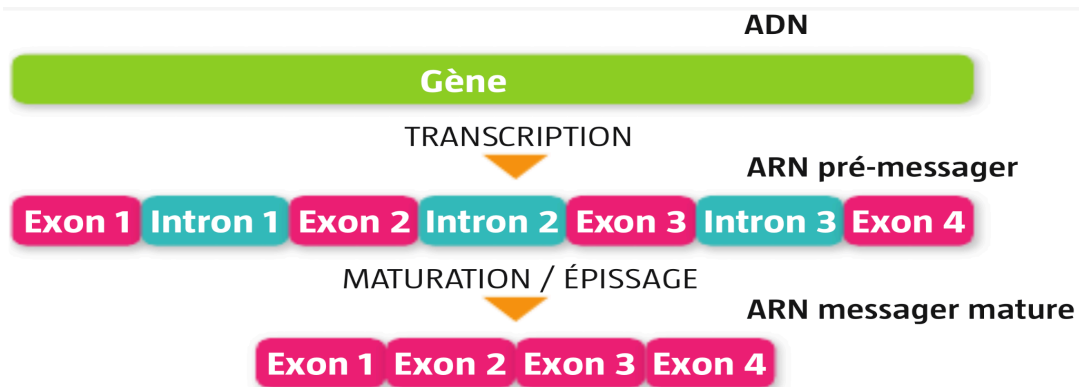 ADN
Gène
TRANSCRIPTION
ARN pré-messager
Exon 1 Intron 1 Exon 2 Intron 2 Exon 3 Intron 3 Exon 4
MATURATION / ÉPISSAGE
ARN messager mature
Exon 1 Exon 2 Exon 3 Exon 4